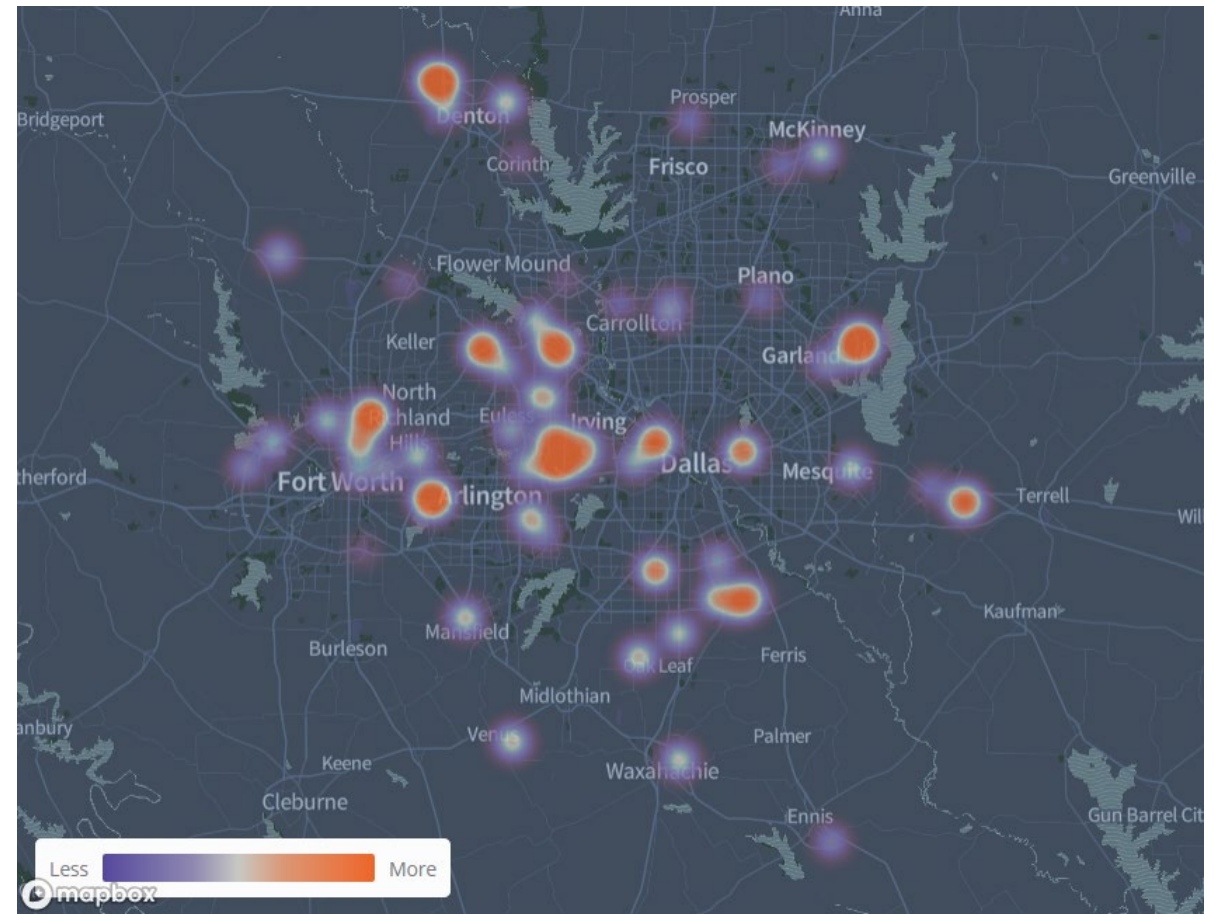 Anna
Prosper
Bridgeport
Denton
McKinney
Corinth
Frisco
Greenville
Flower Mound
Plano
Carrollton
Keller
Garland
North
Richland
Hills
Euless
Irving
Dallas
Mesquite
therford
Fort Worth
Arlington
Terrell
Wil
Kaufman
Mansfield
Burleson
Oak Leaf
Ferris
Midlothian
anbury
Venus
Palmer
Keene
Waxahachie
Cleburne
Ennis
Gun Barrel Cit
Less
More
mapbox